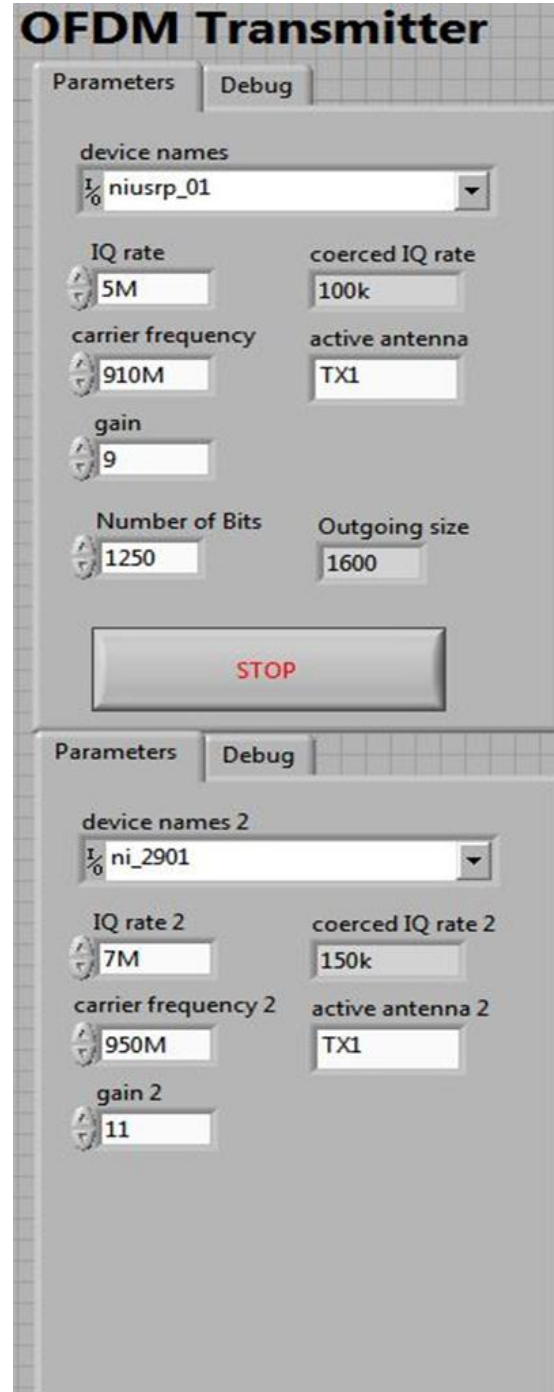 OFDM Transmitter
Parameters Debug
device names
I/O niusrp_01
IQ rate coerced IQ rate
5M 100k
carrier frequency active antenna
910M TX1
gain
9
Number of Bits Outgoing size
1250 1600
STOP
Parameters Debug
device names 2
I/O ni_2901
IQ rate 2 coerced IQ rate 2
7M 150k
carrier frequency 2 active antenna 2
950M TX1
gain 2
11